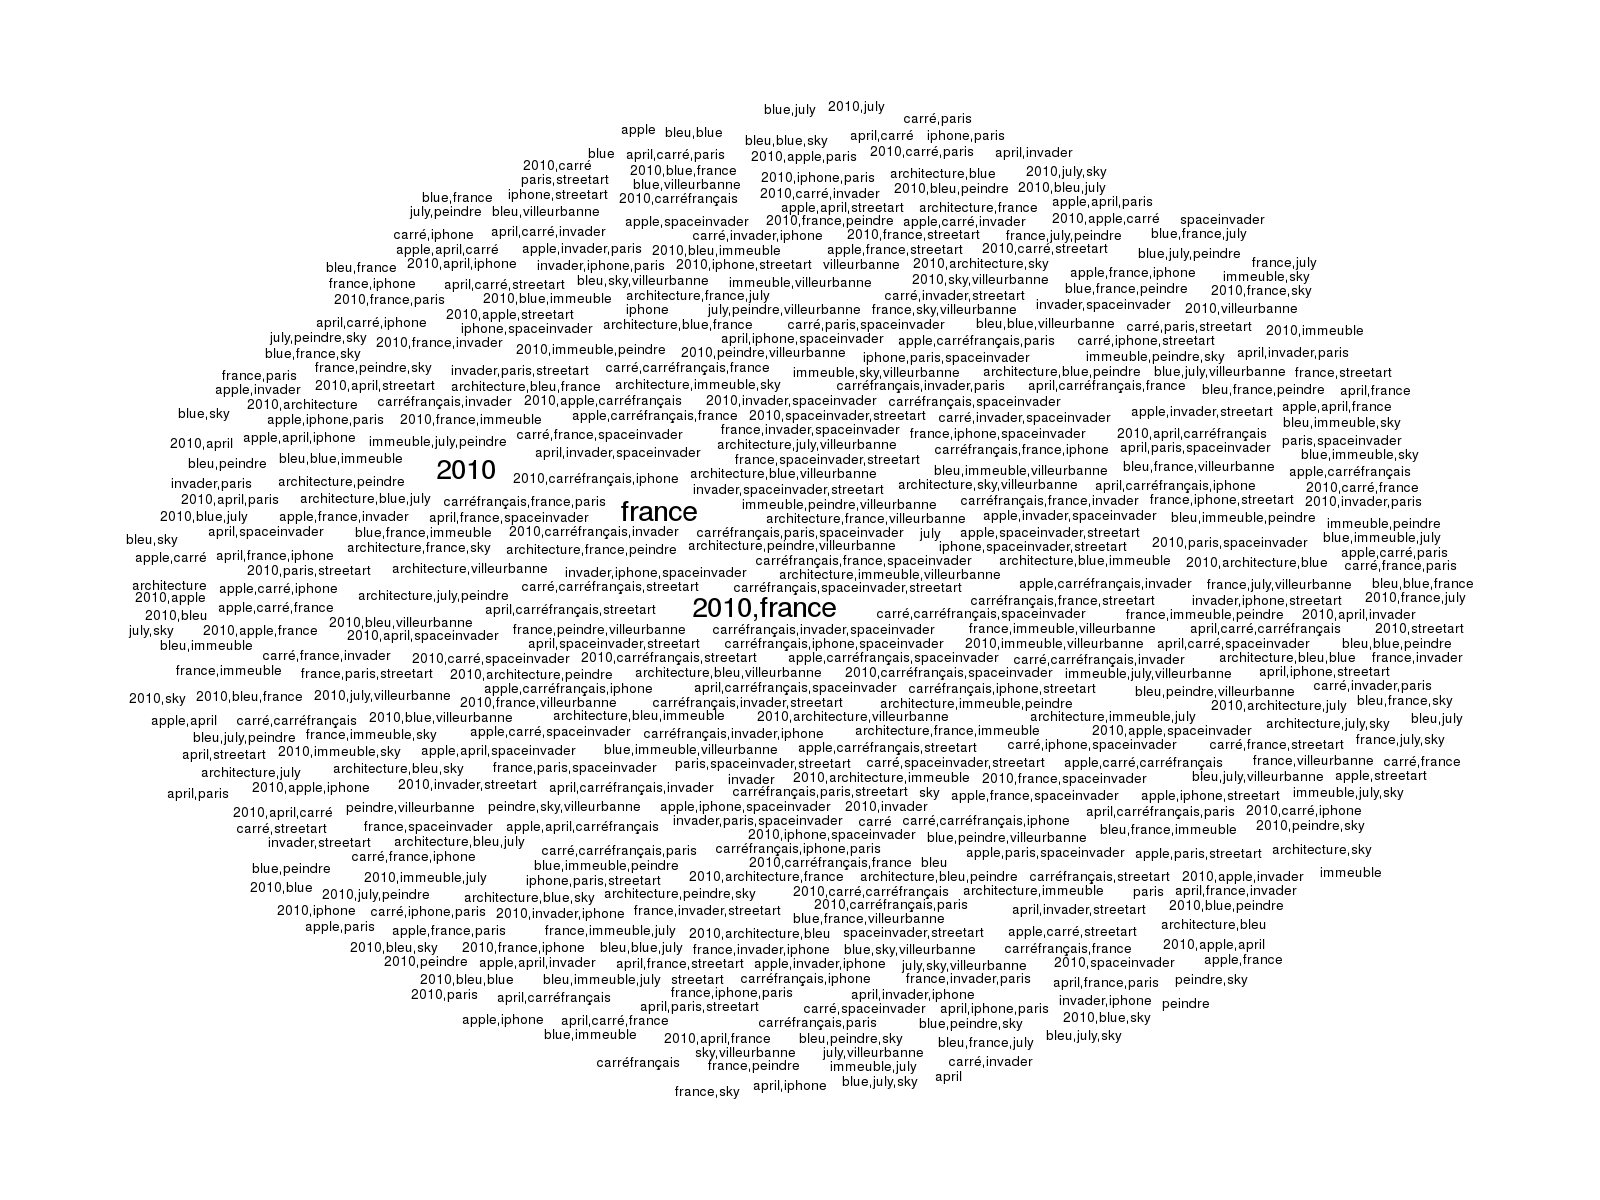 blue,july 2010,july
carré,paris
apple bleu,blue bleu,blue,sky april,carré iphone,paris
blue april,carré,paris 2010,apple,paris 2010,carré,paris april,invader
2010,carré 2010,blue,france 2010,iphone,paris architecture,blue 2010,july,sky
paris,streetart blue,villeurbanne 2010,carré,invader 2010,bleu,peindre 2010,bleu,july
blue,france iphone,streetart 2010,carréfrançais apple,april,streetart architecture,france apple,april,paris
july,peindre bleu,villeurbanne apple,spaceinvader 2010,france,peindre apple,carré,invader 2010,apple,carré spaceinvader
carré,iphone april,carré,invader carré,invader,iphone 2010,france,streetart france,july,peindre blue,france,july
apple,april,carré apple,invader,paris 2010,bleu,immeuble apple,france,streetart 2010,carré,streetart blue,july,peindre
bleu,france 2010,april,iphone invader,iphone,paris 2010,iphone,streetart villeurbanne 2010,architecture,sky france,july
france,iphone april,carré,streetart bleu,sky,villeurbanne immeuble,villeurbanne 2010,sky,villeurbanne apple,france,iphone immeuble,sky
2010,france,paris 2010,blue,immeuble architecture,france,july carré,invader,streetart blue,france,peindre 2010,france,sky
2010,apple,streetart iphone july,peindre,villeurbanne france,sky,villeurbanne invader,spaceinvader 2010,villeurbanne
april,carré,iphone iphone,spaceinvader architecture,blue,france carré,paris,spaceinvader bleu,blue,villeurbanne carré,paris,streetart 2010,immeuble
july,peindre,sky 2010,france,invader april,iphone,spaceinvader apple,carréfrançais,paris carré,iphone,streetart
blue,france,sky 2010,immeuble,peindre 2010,peindre,villeurbanne iphone,paris,spaceinvader immeuble,peindre,sky april,invader,paris
france,paris france,peindre,sky invader,paris,streetart carré,carréfrançais,france immeuble,sky,villeurbanne architecture,blue,peindre blue,july,villeurbanne france,streetart
apple,invader 2010,april,streetart architecture,bleu,france architecture,immeuble,sky carréfrançais,invader,paris april,carréfrançais,france bleu,france,peindre april,france
2010,architecture carréfrançais,invader 2010,apple,carréfrançais 2010,invader,spaceinvader carréfrançais,spaceinvader
blue,sky apple,iphone,paris 2010,france,immeuble apple,carréfrançais,france 2010,spaceinvader,streetart carré,invader,spaceinvader apple,invader,streetart apple,april,france
2010,april apple,april,iphone immeuble,july,peindre carré,france,spaceinvader france,invader,spaceinvader france,iphone,spaceinvader 2010,april,carréfrançais bleu,immeuble,sky
april,invader,spaceinvader architecture,july,villeurbanne carréfrançais,france,iphone april,paris,spaceinvader paris,spaceinvader
bleu,peindre bleu,blue,immeuble 2010 france,spaceinvader,streetart bleu,immeuble,villeurbanne bleu,france,villeurbanne blue,immeuble,sky
invader,paris architecture,peindre 2010,carréfrançais,iphone architecture,blue,villeurbanne architecture,sky,villeurbanne april,carréfrançais,iphone apple,carréfrançais
2010,april,paris architecture,blue,july carréfrançais,france,paris invader,spaceinvader,streetart carréfrançais,france,invader france,iphone,streetart 2010,carré,france
2010,blue,july apple,france,invader april,france,spaceinvader france immeuble,peindre,villeurbanne apple,invader,spaceinvader bleu,immeuble,peindre 2010,invader,paris
architecture,france,villeurbanne immeuble,peindre
bleu,sky april,spaceinvader blue,france,immeuble 2010,carréfrançais,invader carréfrançais,paris,spaceinvader july apple,spaceinvader,streetart blue,immeuble,july
apple,carré april,france,iphone architecture,france,sky architecture,france,peindre architecture,peindre,villeurbanne iphone,spaceinvader,streetart 2010,paris,spaceinvader apple,carré,paris
2010,paris,streetart architecture,villeurbanne invader,iphone,spaceinvader carréfrançais,france,spaceinvader architecture,blue,immeuble 2010,architecture,blue carré,france,paris
architecture apple,carré,iphone carré,carréfrançais,streetart architecture,immeuble,villeurbanne apple,carréfrançais,invader france,july,villeurbanne bleu,blue,france
2010,apple architecture,july,peindre carréfrançais,spaceinvader,streetart carréfrançais,france,streetart invader,iphone,streetart 2010,france,july
2010,bleu apple,carré,france april,carréfrançais,streetart 2010,france carré,carréfrançais,spaceinvader france,immeuble,peindre 2010,april,invader
july,sky 2010,apple,france 2010,bleu,villeurbanne france,peindre,villeurbanne carréfrançais,invader,spaceinvader france,immeuble,villeurbanne april,carré,carréfrançais 2010,streetart
bleu,immeuble 2010,april,spaceinvader april,spaceinvader,streetart carréfrançais,iphone,spaceinvader 2010,immeuble,villeurbanne april,carré,spaceinvader bleu,blue,peindre
carré,france,invader 2010,carré,spaceinvader 2010,carréfrançais,streetart apple,carréfrançais,spaceinvader carré,carréfrançais,invader architecture,bleu,blue france,invader
france,immeuble france,paris,streetart 2010,architecture,peindre architecture,bleu,villeurbanne 2010,carréfrançais,spaceinvader immeuble,july,villeurbanne april,iphone,streetart
2010,sky 2010,bleu,france 2010,july,villeurbanne apple,carréfrançais,iphone april,carréfrançais,spaceinvader carréfrançais,iphone,streetart bleu,peindre,villeurbanne carré,invader,paris
2010,france,villeurbanne carréfrançais,invader,streetart architecture,immeuble,peindre 2010,architecture,july bleu,france,sky
apple,april carré,carréfrançais 2010,blue,villeurbanne architecture,bleu,immeuble 2010,architecture,villeurbanne architecture,immeuble,july architecture,july,sky bleu,july
bleu,july,peindre france,immeuble,sky apple,carré,spaceinvader carréfrançais,invader,iphone architecture,france,immeuble 2010,apple,spaceinvader france,july,sky
april,streetart 2010,immeuble,sky apple,april,spaceinvader blue,immeuble,villeurbanne apple,carréfrançais,streetart carré,iphone,spaceinvader carré,france,streetart
architecture,july architecture,bleu,sky france,paris,spaceinvader paris,spaceinvader,streetart carré,spaceinvader,streetart apple,carré,carréfrançais france,villeurbanne carré,france
april,paris 2010,apple,iphone 2010,invader,streetart april,carréfrançais,invader invader 2010,architecture,immeuble 2010,france,spaceinvader bleu,july,villeurbanne apple,streetart
carréfrançais,paris,streetart sky apple,france,spaceinvader apple,iphone,streetart immeuble,july,sky
2010,april,carré peindre,villeurbanne peindre,sky,villeurbanne apple,iphone,spaceinvader 2010,invader april,carréfrançais,paris 2010,carré,iphone
carré,streetart france,spaceinvader apple,april,carréfrançais invader,paris,spaceinvader carré carré,carréfrançais,iphone bleu,france,immeuble 2010,peindre,sky
invader,streetart architecture,bleu,july 2010,iphone,spaceinvader blue,peindre,villeurbanne
carré,france,iphone carré,carréfrançais,paris carréfrançais,iphone,paris apple,paris,spaceinvader apple,paris,streetart architecture,sky
blue,peindre blue,immeuble,peindre 2010,carréfrançais,france bleu
2010,immeuble,july iphone,paris,streetart 2010,architecture,france architecture,bleu,peindre carréfrançais,streetart 2010,apple,invader immeuble
2010,blue 2010,july,peindre architecture,blue,sky architecture,peindre,sky 2010,carré,carréfrançais architecture,immeuble paris april,france,invader
2010,iphone carré,iphone,paris 2010,invader,iphone france,invader,streetart 2010,carréfrançais,paris april,invader,streetart 2010,blue,peindre
apple,paris apple,france,paris france,immeuble,july 2010,architecture,bleu blue,france,villeurbanne spaceinvader,streetart apple,carré,streetart architecture,bleu
2010,bleu,sky 2010,france,iphone bleu,blue,july france,invader,iphone blue,sky,villeurbanne carréfrançais,france 2010,apple,april
2010,peindre apple,april,invader april,france,streetart apple,invader,iphone july,sky,villeurbanne 2010,spaceinvader apple,france
2010,bleu,blue bleu,immeuble,july streetart carréfrançais,iphone france,invader,paris april,france,paris peindre,sky
2010,paris april,carréfrançais france,iphone,paris april,invader,iphone invader,iphone peindre
april,paris,streetart carré,spaceinvader april,iphone,paris
apple,iphone april,carré,france carréfrançais,paris blue,peindre,sky 2010,blue,sky
blue,immeuble 2010,april,france bleu,peindre,sky bleu,france,july bleu,july,sky
sky,villeurbanne july,villeurbanne
carréfrançais france,peindre immeuble,july carré,invader
france,sky april,iphone blue,july,sky april